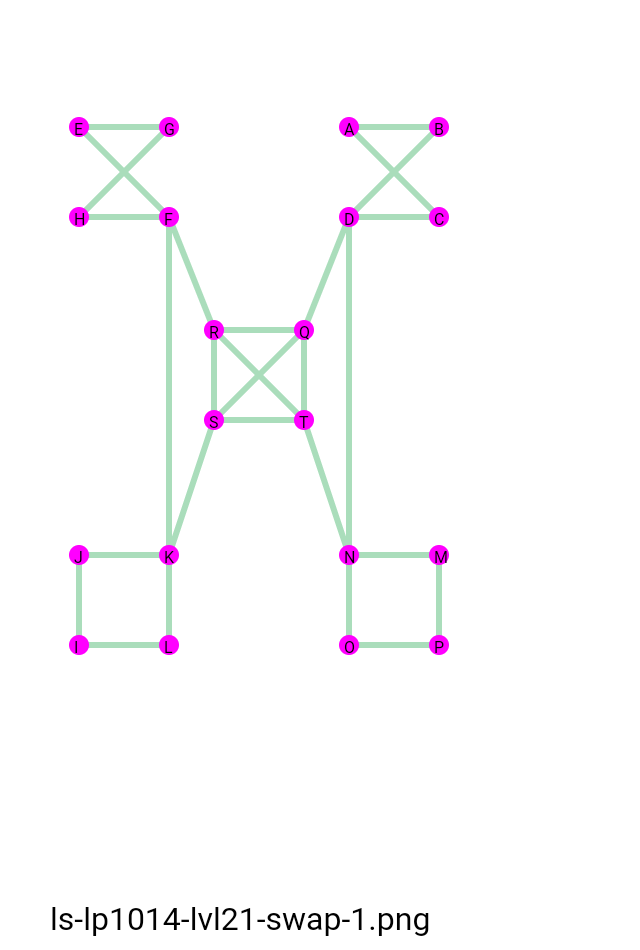 E G A B
H F D C
R Q
S T
J K N M
I L O P
ls-lp1014-lvl21-swap-1.png